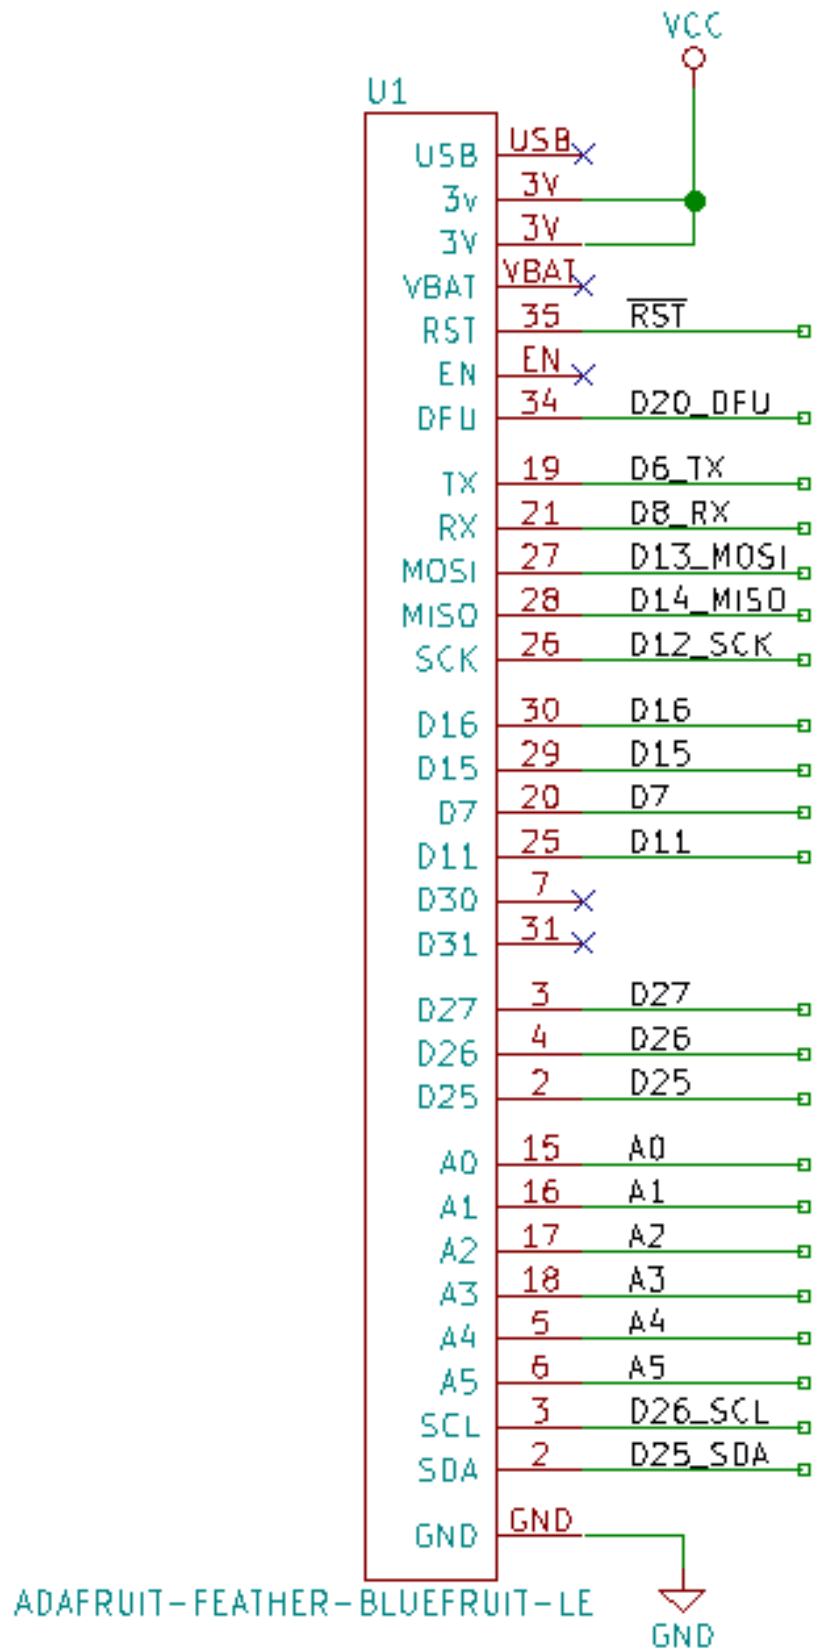 VCC
U1
USB USB
3v 3V
3V 3V
VBAT VBAT
RST 35 RST
EN EN
DFU 34 D20_DFU
TX 19 D6_TX
RX 21 D8_RX
MOSI 27 D13_MOSI
MISO 28 D14_MISO
SCK 26 D12_SCK
D16 30 D16
D15 29 D15
D7 20 D7
D11 25 D11
D30 7
D31 31
D27 3 D27
D26 4 D26
D25 2 D25
A0 15 A0
A1 16 A1
A2 17 A2
A3 18 A3
A4 5 A4
A5 6 A5
SCL 3 D26_SCL
SDA 2 D25_SDA
GND GND
ADAFRUIT-FEATHER-BLUEFRUIT-LE
GND